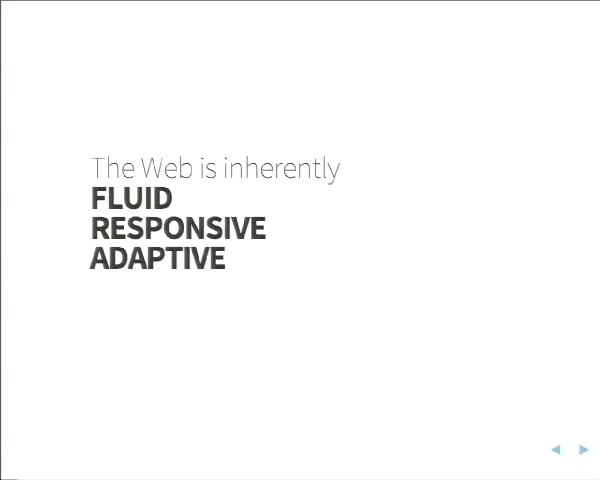 The Web is inherently
FLUID
RESPONSIVE
ADAPTIVE